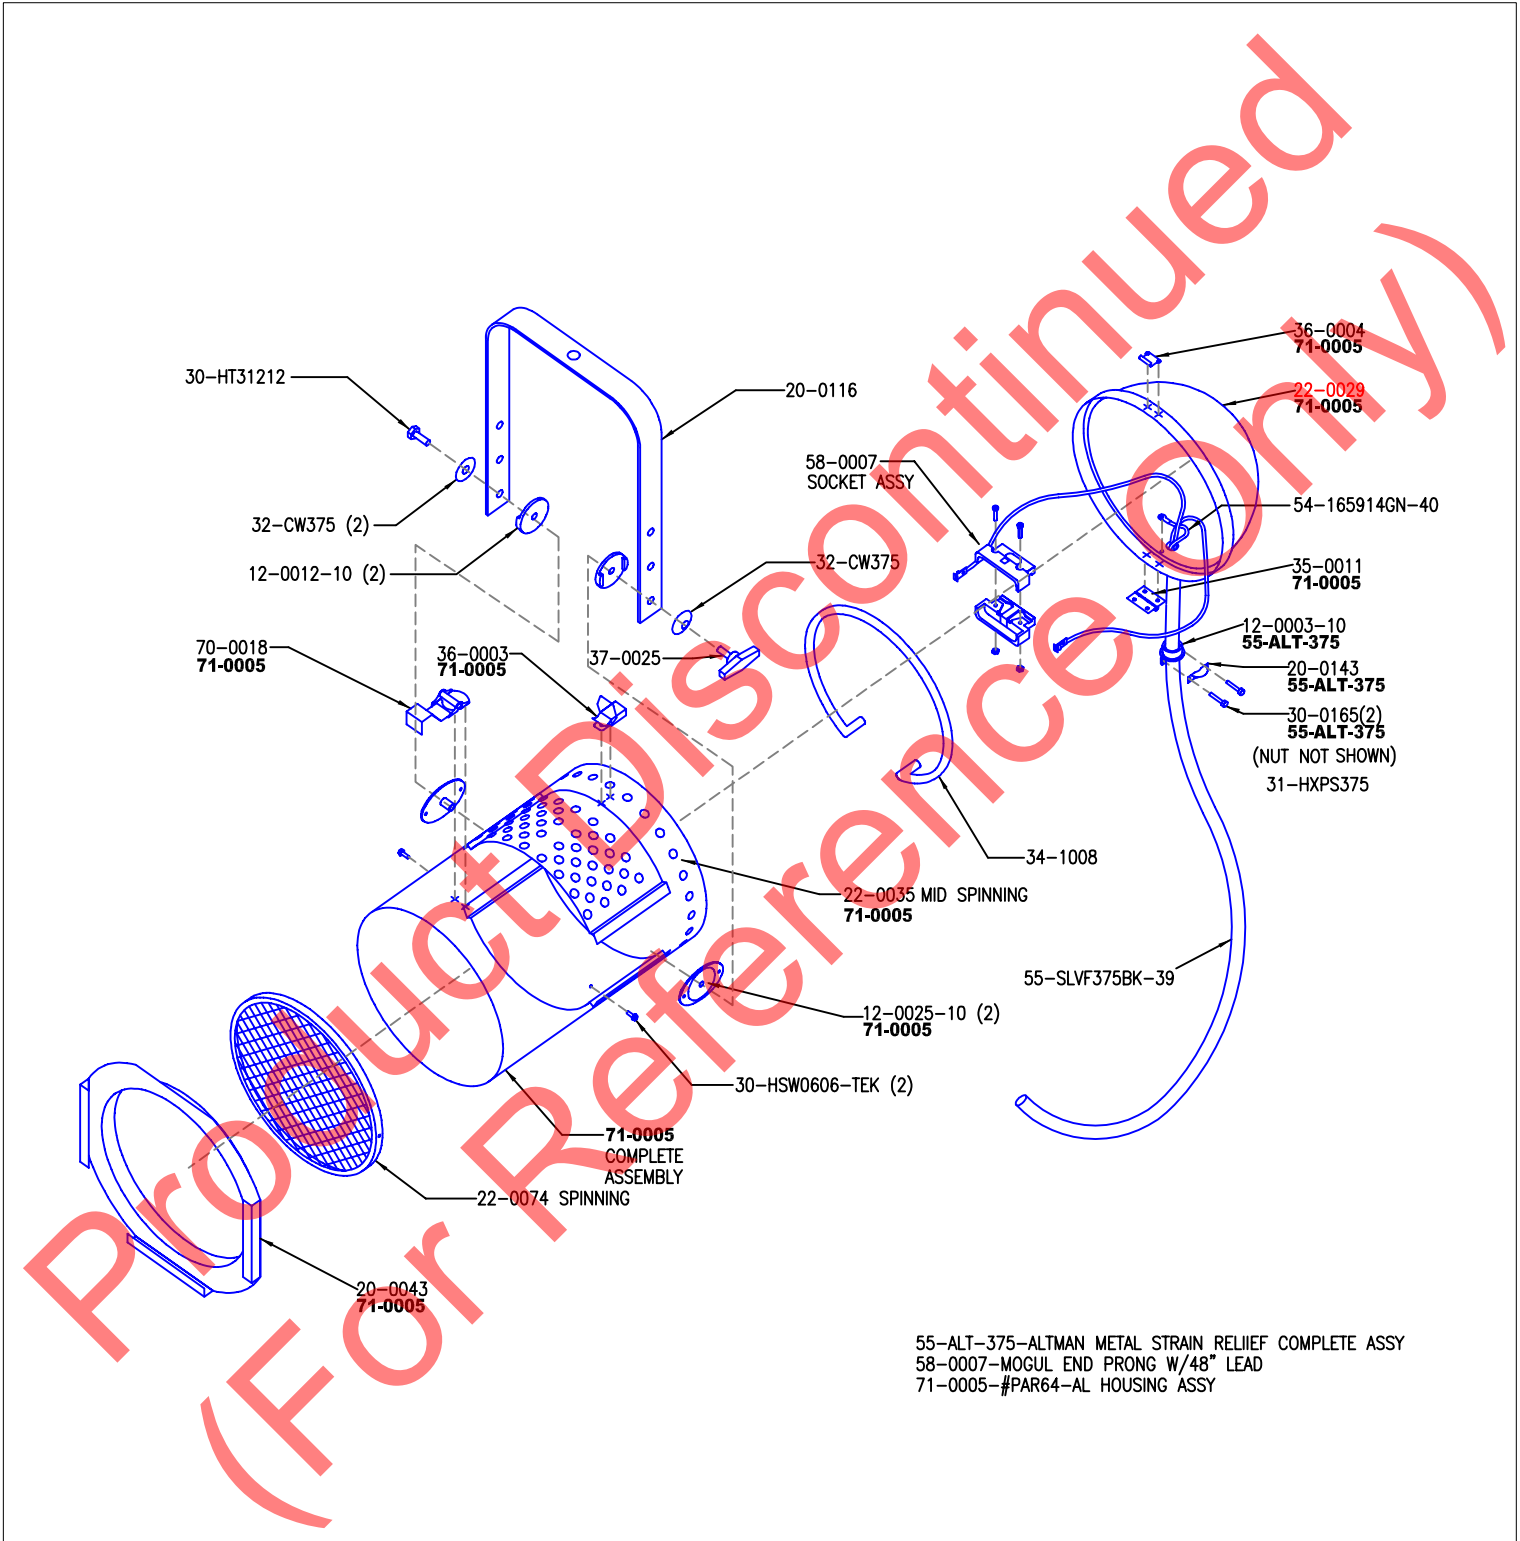 Product Discontinued
(For Reference Only)
36-0004
71-0005
30-HT31212
20-0116
22-0029
71-0005
58-0007
SOCKET ASSY
54-165914GN-40
32-CW375 (2)
32-CW375
35-0011
71-0005
12-0012-10 (2)
12-0003-10
55-ALT-375
70-0018
71-0005
36-0003
71-0005
37-0025
20-0143
55-ALT-375
30-0165(2)
55-ALT-375
(NUT NOT SHOWN)
31-HXPS375
34-1008
22-0035 MID SPINNING
71-0005
55-SLVF375BK-39
12-0025-10 (2)
71-0005
30-HSW0606-TEK (2)
71-0005
COMPLETE
ASSEMBLY
22-0074 SPINNING
20-0043
71-0005
55-ALT-375-ALTMAN METAL STRAIN RELIIEF COMPLETE ASSY
58-0007-MOGUL END PRONG W/48" LEAD
71-0005-#PAR64-AL HOUSING ASSY